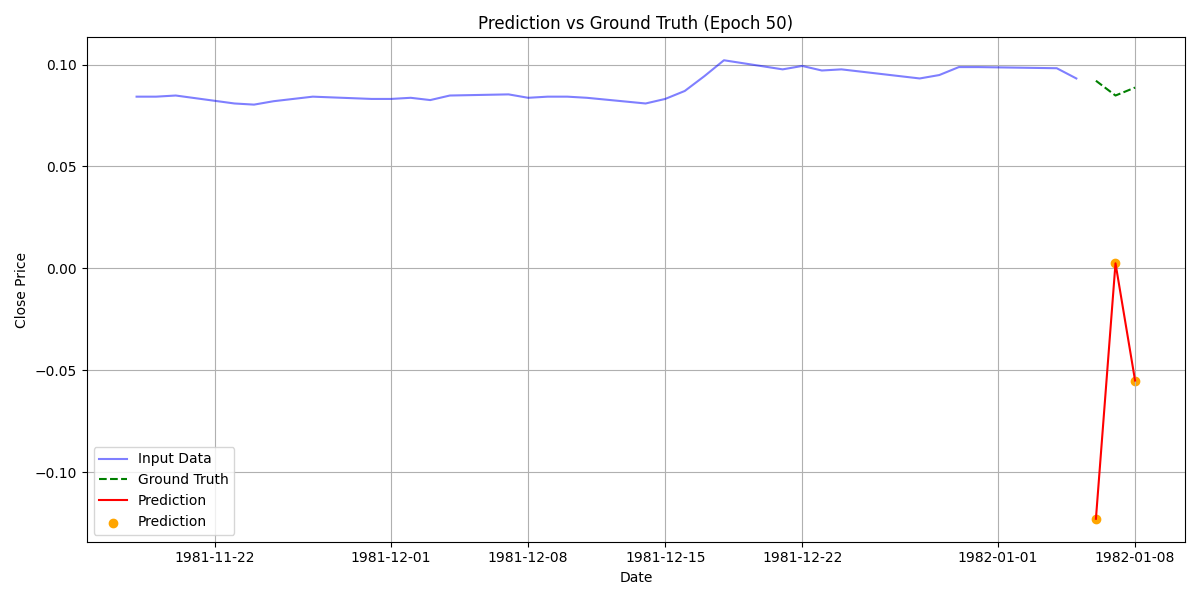 Prediction vs Ground Truth (Epoch 50)
Close Price
0.10
0.05
0.00
−0.05
−0.10
Input Data
Ground Truth
Prediction
Prediction
1981-11-22
1981-12-01
1981-12-08
1981-12-15
1981-12-22
1982-01-01
1982-01-08
Date